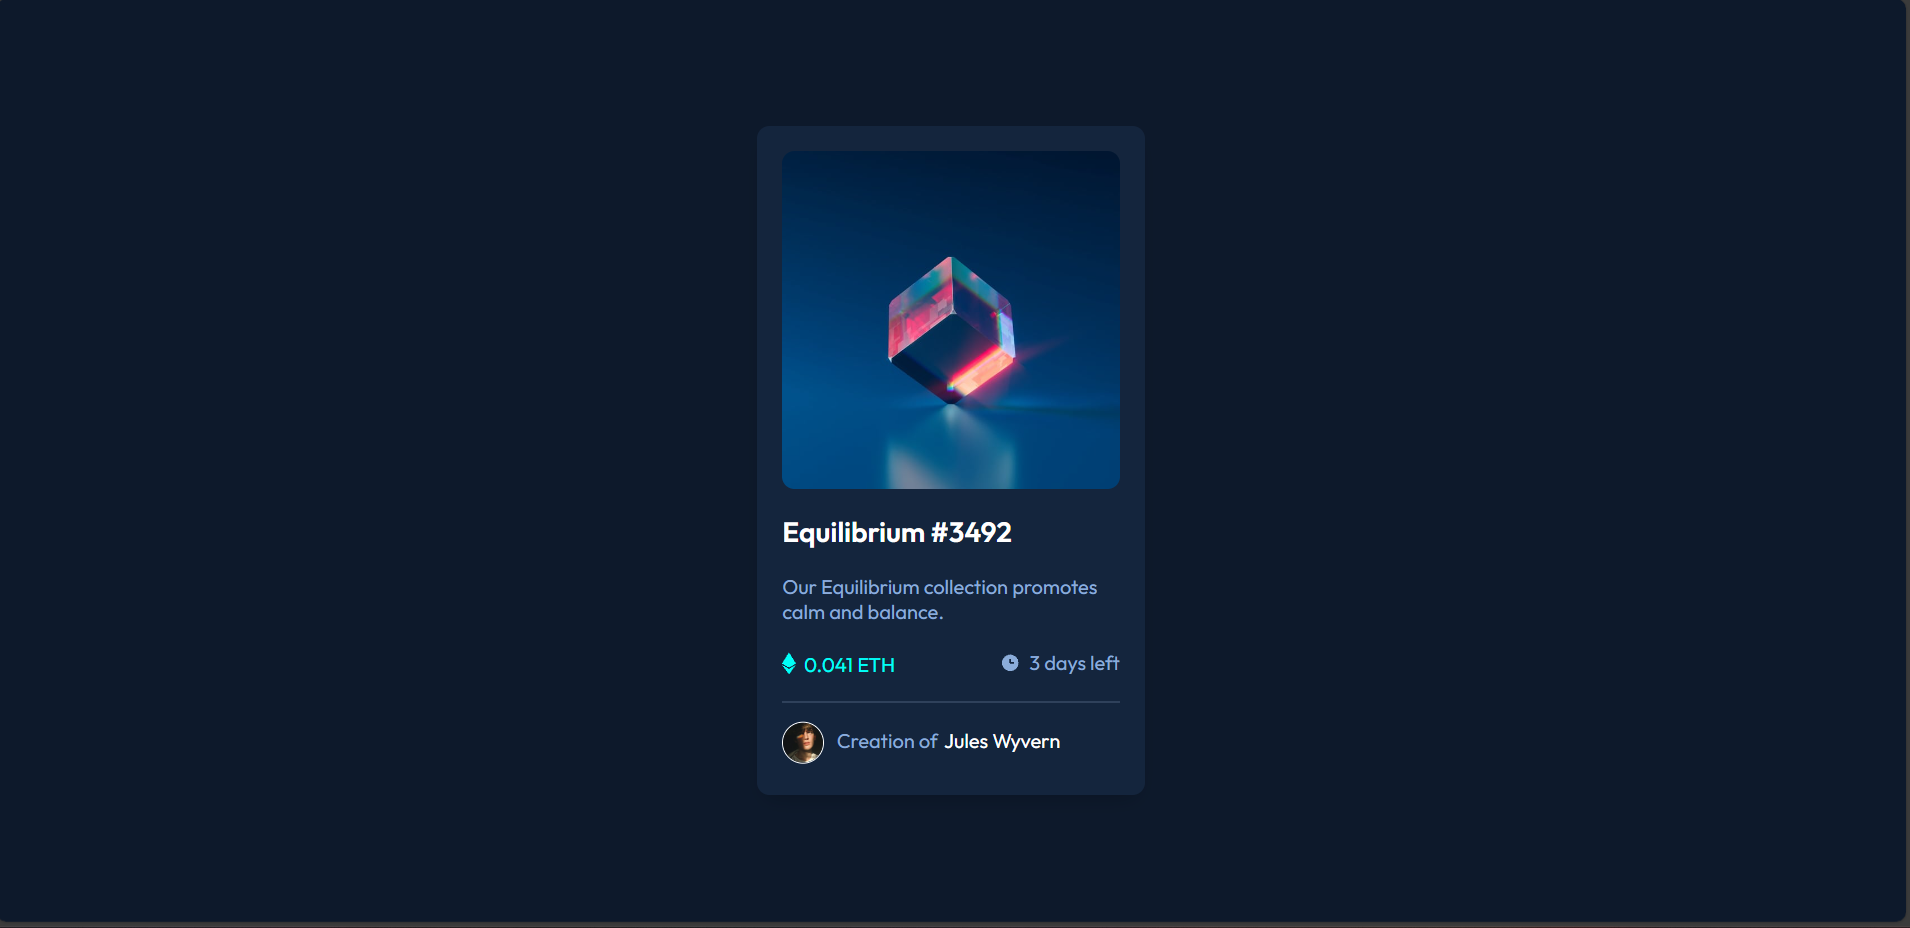 Equilibrium #3492
Our Equilibrium collection promotes
calm and balance.
0.041 ETH
3 days left
Creation of Jules Wyvern